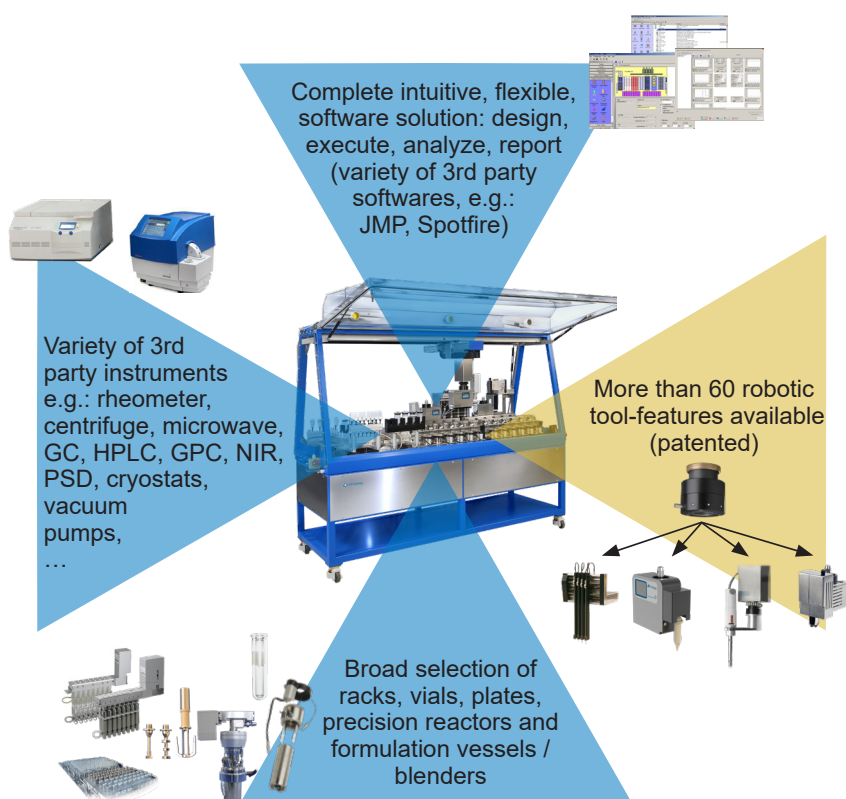 Complete intuitive, flexible,
software solution: design,
execute, analyze, report
(variety of 3rd party
softwares, e.g.:
JMP, Spotfire)
Variety of 3rd
party instruments
e.g.: rheometer,
centrifuge, microwave,
GC, HPLC, GPC, NIR,
PSD, cryostats,
vacuum
pumps,
…
More than 60 robotic
tool-features available
(patented)
Broad selection of
racks, vials, plates,
precision reactors and
formulation vessels /
blenders